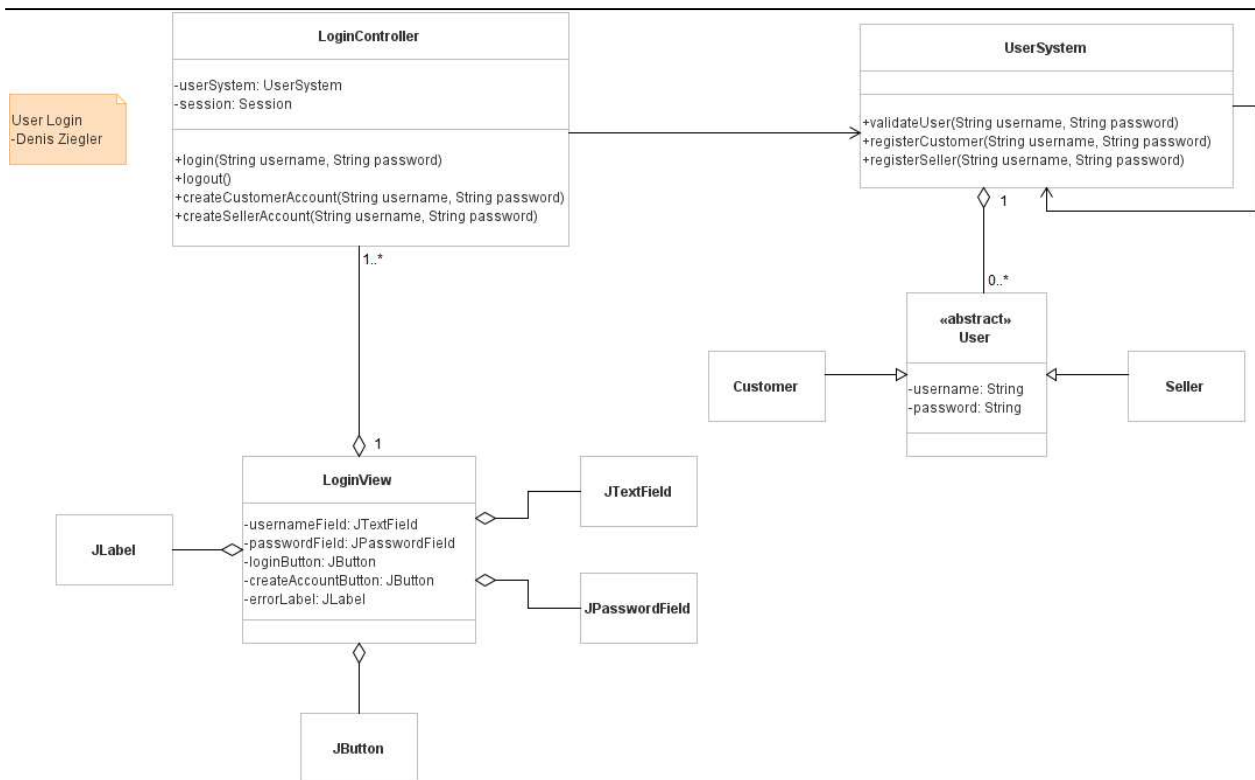 User Login
-Denis Ziegler
LoginController
-userSystem: UserSystem
-session: Session
+login(String username, String password)
+logout()
+createCustomerAccount(String username, String password)
+createSellerAccount(String username, String password)
UserSystem
+validateUser(String username, String password)
+registerCustomer(String username, String password)
+registerSeller(String username, String password)
1
1..*
0..*
«abstract»
User
-username: String
-password: String
Customer
Seller
1
LoginView
-usernameField: JTextField
-passwordField: JPasswordField
-loginButton: JButton
-createAccountButton: JButton
-errorLabel: JLabel
JTextField
JLabel
JPasswordField
JButton